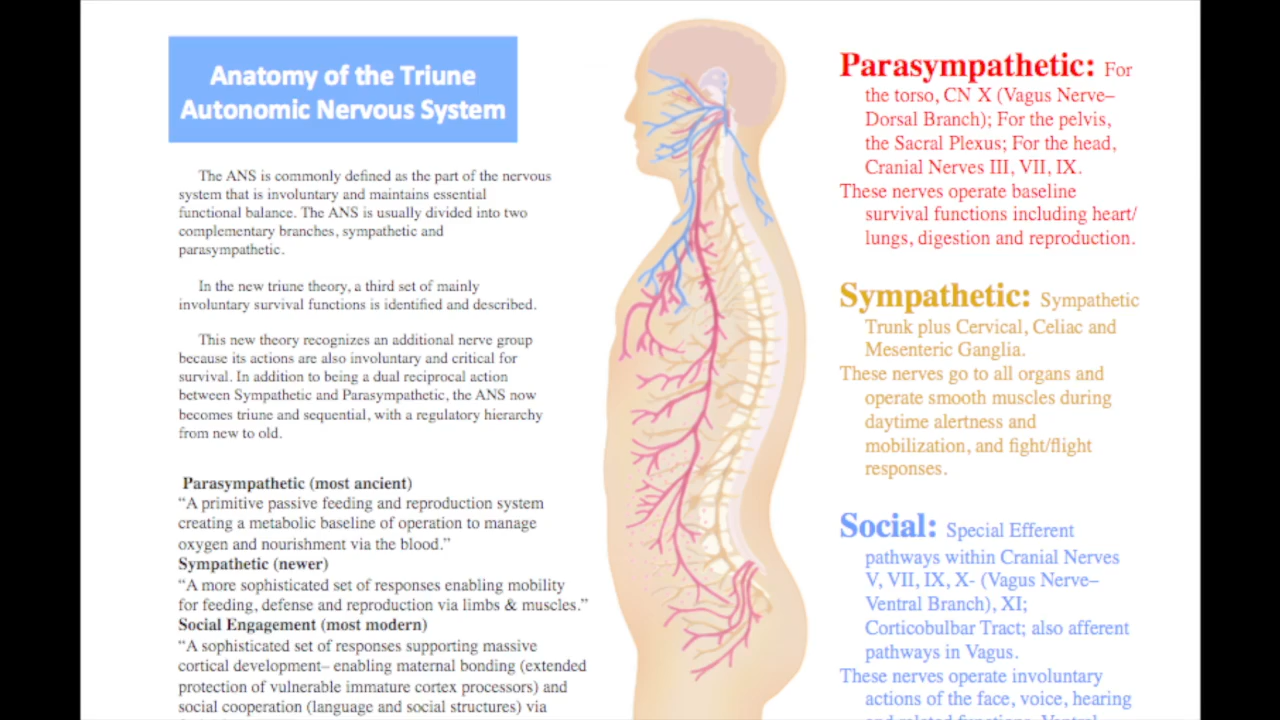 Anatomy of the Triune
Autonomic Nervous System
The ANS is commonly defined as the part of the nervous
system that is involuntary and maintains essential
functional balance. The ANS is usually divided into two
complementary branches, sympathetic and
parasympathetic.
In the new triune theory, a third set of mainly
involuntary survival functions is identified and described.
This new theory recognizes an additional nerve group
because its actions are also involuntary and critical for
survival. In addition to being a dual reciprocal action
between Sympathetic and Parasympathetic, the ANS now
becomes triune and sequential, with a regulatory hierarchy
from new to old.
Parasympathetic (most ancient)
“A primitive passive feeding and reproduction system
creating a metabolic baseline of operation to manage
oxygen and nourishment via the blood.”
Sympathetic (newer)
“A more sophisticated set of responses enabling mobility
for feeding, defense and reproduction via limbs & muscles.”
Social Engagement (most modern)
“A sophisticated set of responses supporting massive
cortical development– enabling maternal bonding (extended
protection of vulnerable immature cortex processors) and
social cooperation (language and social structures) via
Parasympathetic: For
the torso, CN X (Vagus Nerve–
Dorsal Branch); For the pelvis,
the Sacral Plexus; For the head,
Cranial Nerves III, VII, IX.
These nerves operate baseline
survival functions including heart/
lungs, digestion and reproduction.
Sympathetic: Sympathetic
Trunk plus Cervical, Celiac and
Mesenteric Ganglia.
These nerves go to all organs and
operate smooth muscles during
daytime alertness and
mobilization, and fight/flight
responses.
Social: Special Efferent
pathways within Cranial Nerves
V, VII, IX, X- (Vagus Nerve–
Ventral Branch), XI;
Corticobulbar Tract; also afferent
pathways in Vagus.
These nerves operate involuntary
actions of the face, voice, hearing